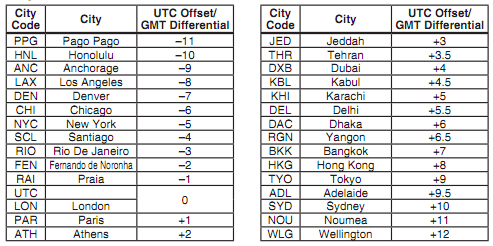 City Code City UTC Offset/ GMT Differential
PPG Pago Pago –11
HNL Honolulu –10
ANC Anchorage –9
LAX Los Angeles –8
DEN Denver –7
CHI Chicago –6
NYC New York –5
SCL Santiago –4
RIO Rio De Janeiro –3
FEN Fernando de Noronha –2
RAI Praia –1
UTC 0
LON London
PAR Paris +1
ATH Athens +2
City Code City UTC Offset/ GMT Differential
JED Jeddah +3
THR Tehran +3.5
DXB Dubai +4
KBL Kabul +4.5
KHI Karachi +5
DEL Delhi +5.5
DAC Dhaka +6
RGN Yangon +6.5
BKK Bangkok +7
HKG Hong Kong +8
TYO Tokyo +9
ADL Adelaide +9.5
SYD Sydney +10
NOU Noumea +11
WLG Wellington +12